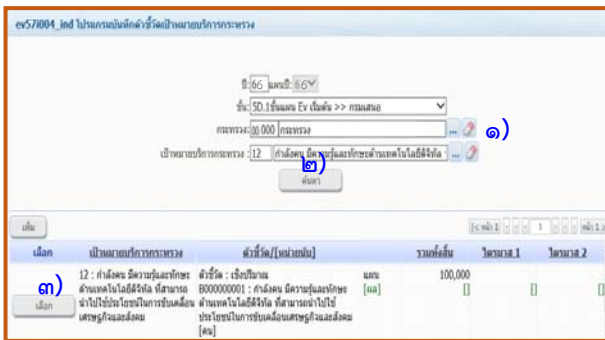 ev57i004_ind โปรแกรมบันทึกตัวชี้วัดเป้าหมายบริการกระทรวง
ปี: 66 แผนปี: 66
ขั้น: 5D.1ขั้นแผน Ev เริ่มต้น >> กรมเสนอ
กระทรวง: 00 000 กระทรวง ... ๑)
เป้าหมายบริการกระทรวง : 12 กำลังคน มีความรู้และทักษะด้านเทคโนโลยีดิจิทัล ...
๒)
ค้นหา
เพิ่ม |< หน้า 1 1 หน้า 1
เลือก เป้าหมายบริการกระทรวง ตัวชี้วัด/[หน่วยนับ] รวมทั้งสิ้น ไตรมาส 1 ไตรมาส 2
12 : กำลังคน มีความรู้และทักษะ ตัวชี้วัด : เชิงปริมาณ แผน 100,000
๓) ด้านเทคโนโลยีดิจิทัล ที่สามารถ B000000001 : กำลังคน มีความรู้และทักษะ [ผล] [] [] []
เลือก นำไปใช้ประโยชน์ในการขับเคลื่อน ด้านเทคโนโลยีดิจิทัล ที่สามารถนำไปใช้
เศรษฐกิจและสังคม ประโยชน์ในการขับเคลื่อนเศรษฐกิจและสังคม
[คน]